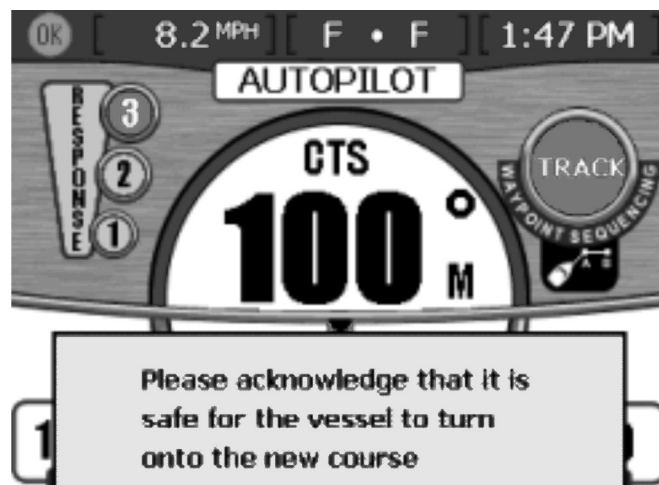 OK [ 8.2 MPH ] [ F • F ] [ 1:47 PM ]
AUTOPILOT
RESPONSE
3
2
1
CTS
100°
M
TRACK
WAYPOINT SEQUENCING
A B
Please acknowledge that it is
safe for the vessel to turn
onto the new course